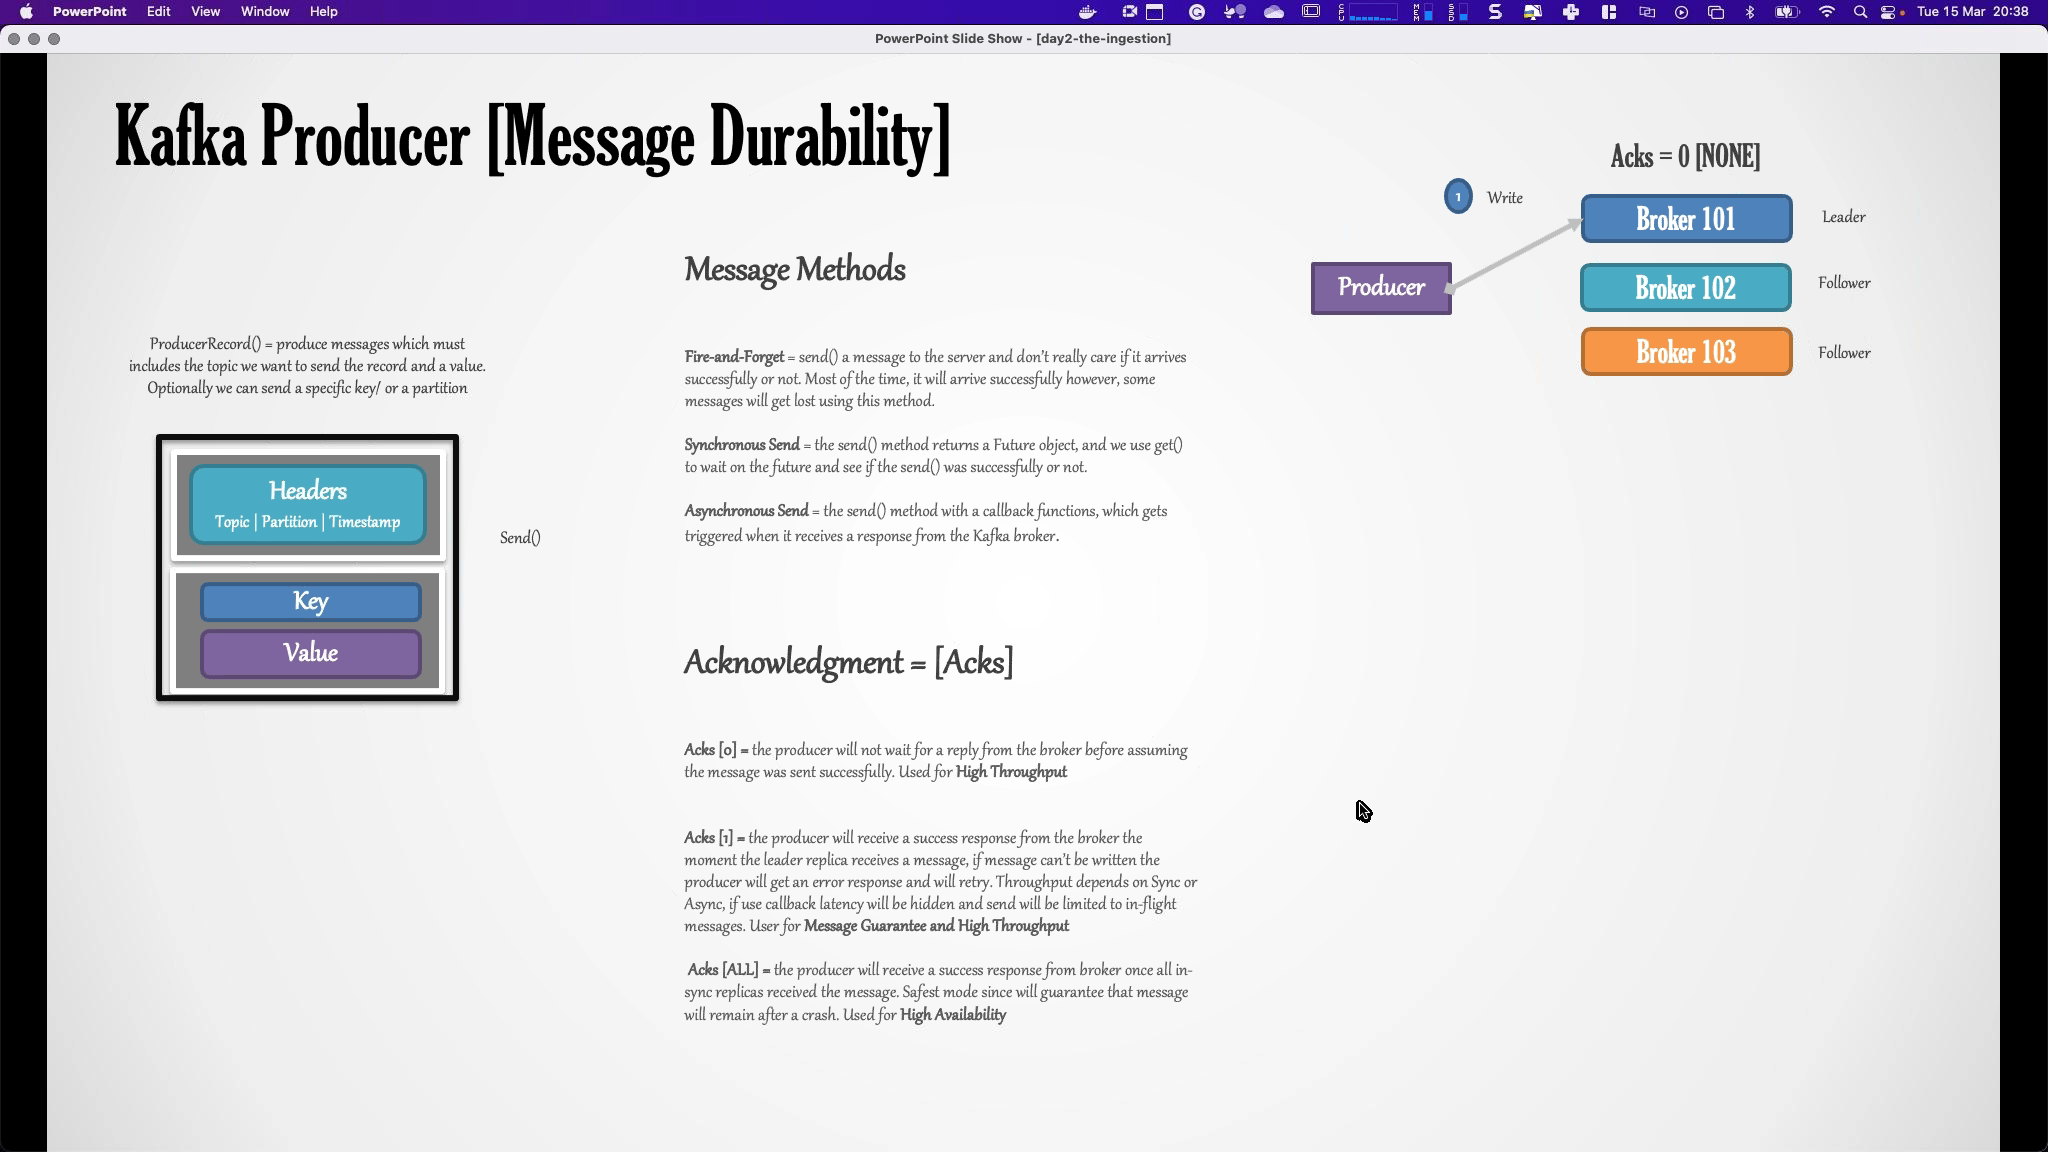 PowerPoint Edit View Window Help
Tue 15 Mar 20:38
PowerPoint Slide Show - [day2-the-ingestion]
Kafka Producer [Message Durability]
ProducerRecord() = produce messages which must
includes the topic we want to send the record and a value.
Optionally we can send a specific key/ or a partition
Headers
Topic | Partition | Timestamp
Key
Value
Send()
Message Methods
Fire-and-Forget = send() a message to the server and don't really care if it arrives
successfully or not. Most of the time, it will arrive successfully however, some
messages will get lost using this method.
Synchronous Send = the send() method returns a Future object, and we use get()
to wait on the future and see if the send() was successfully or not.
Asynchronous Send = the send() method with a callback functions, which gets
triggered when it receives a response from the Kafka broker.
Acknowledgment = [Acks]
Acks [0] = the producer will not wait for a reply from the broker before assuming
the message was sent successfully. Used for High Throughput
Acks [1] = the producer will receive a success response from the broker the
moment the leader replica receives a message, if message can't be written the
producer will get an error response and will retry. Throughput depends on Sync or
Async, if use callback latency will be hidden and send will be limited to in-flight
messages. User for Message Guarantee and High Throughput
Acks [ALL] = the producer will receive a success response from broker once all in-
sync replicas received the message. Safest mode since will guarantee that message
will remain after a crash. Used for High Availability
Acks = 0 [NONE]
1 Write
Producer
Broker 101 Leader
Broker 102 Follower
Broker 103 Follower